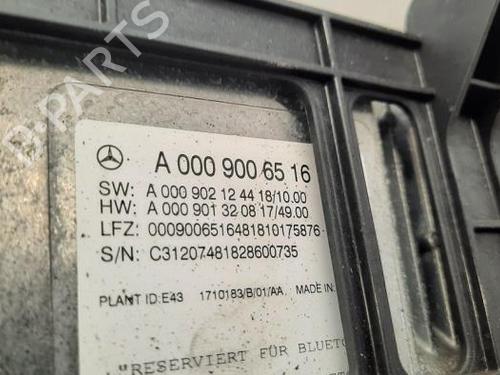 D-PARTS
A 000 900 65 16
SW: A 000 902 12 44 18/10.00
HW: A 000 901 32 08 17/49.00
LFZ: 0009006516481810175876
S/N: C31207481828600735
PLANT ID: E43 1710183/B/01/AA MADE IN:
"RESERVIERT FÜR